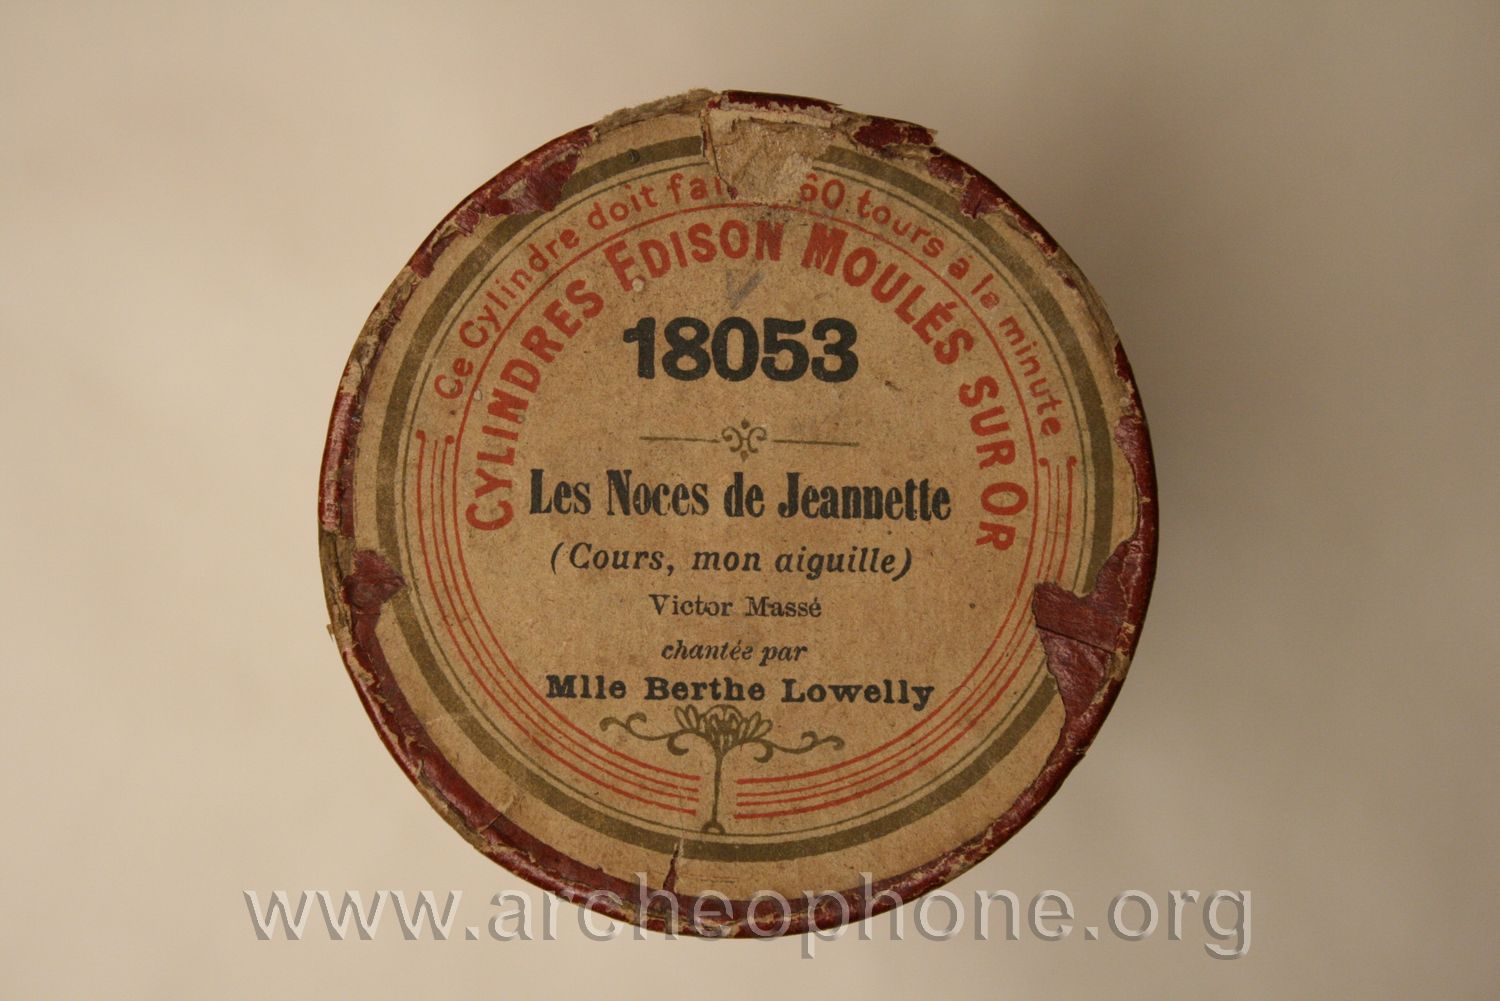 Ce Cylindre doit 60 tours à la minute
CYLINDRES EDISON MOULÉS SUR OR
18053
Les Noces de Jeannette
(Cours, mon aiguille)
Victor Massé
chantée par
Mlle Berthe Lowelly
www.archeophone.org